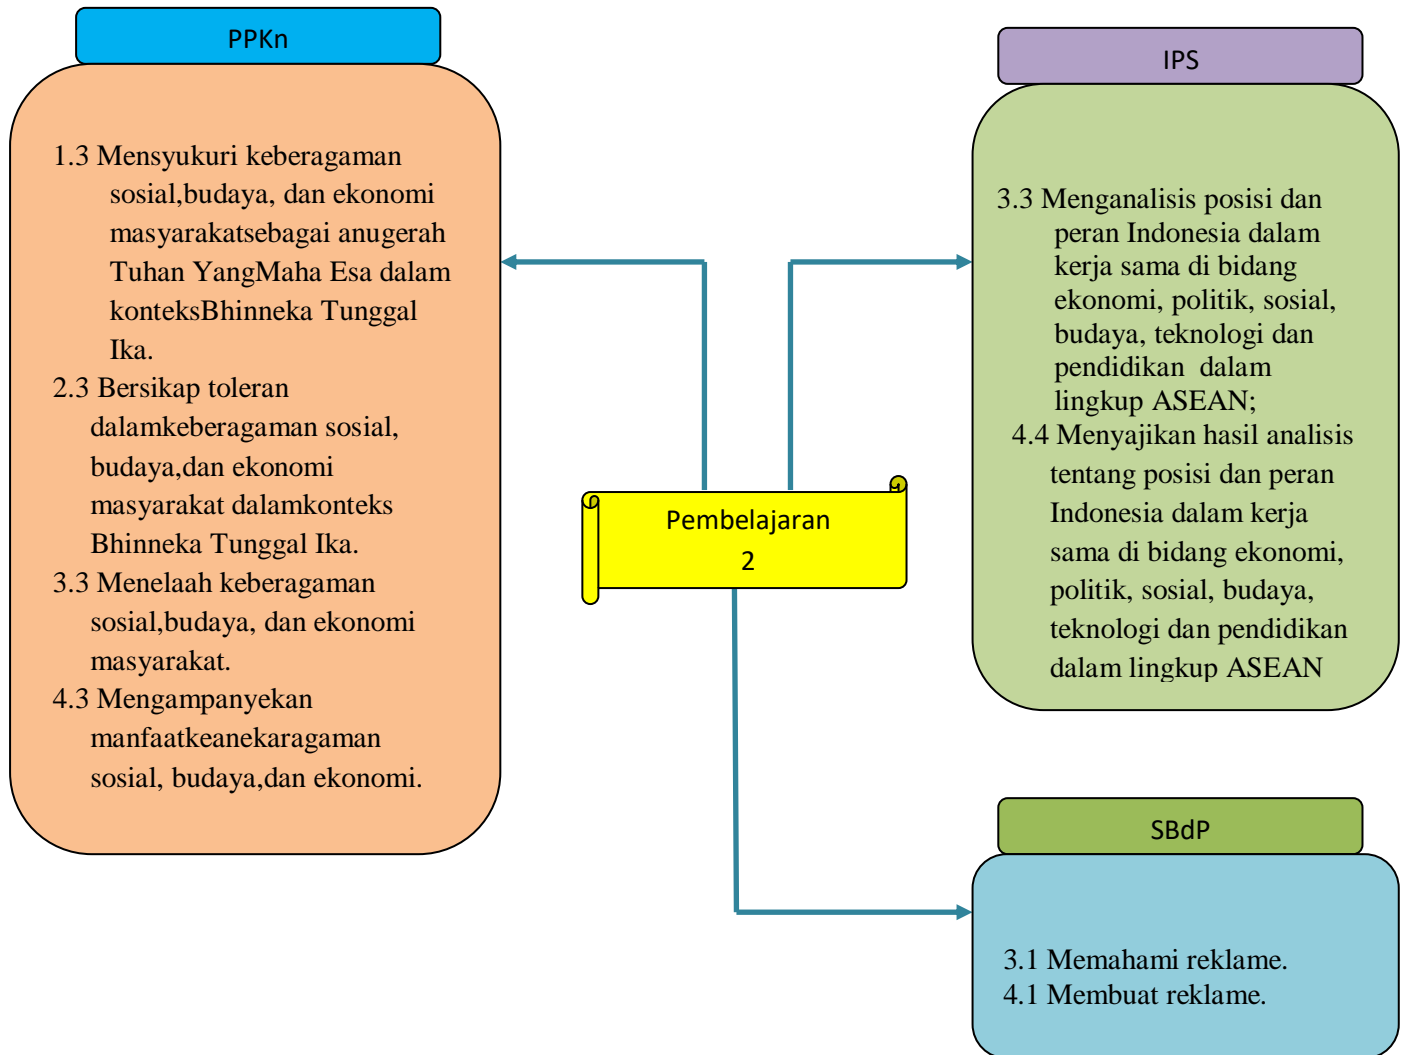 PPKn
1.3 Mensyukuri keberagaman
sosial,budaya, dan ekonomi
masyarakatsebagai anugerah
Tuhan YangMaha Esa dalam
konteksBhinneka Tunggal
Ika.
2.3 Bersikap toleran
dalamkeberagaman sosial,
budaya,dan ekonomi
masyarakat dalamkonteks
Bhinneka Tunggal Ika.
3.3 Menelaah keberagaman
sosial,budaya, dan ekonomi
masyarakat.
4.3 Mengampanyekan
manfaatkeanekaragaman
sosial, budaya,dan ekonomi.
Pembelajaran
2
IPS
3.3 Menganalisis posisi dan
peran Indonesia dalam
kerja sama di bidang
ekonomi, politik, sosial,
budaya, teknologi dan
pendidikan  dalam
lingkup ASEAN;
4.4 Menyajikan hasil analisis
tentang posisi dan peran
Indonesia dalam kerja
sama di bidang ekonomi,
politik, sosial, budaya,
teknologi dan pendidikan
dalam lingkup ASEAN
SBdP
3.1 Memahami reklame.
4.1 Membuat reklame.